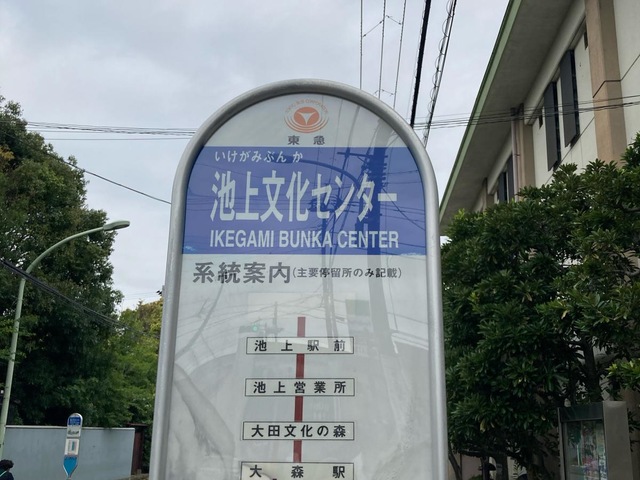 東急
いけがみぶんか
池上文化センター
IKEGAMI BUNKA CENTER
系統案内(主要停留所のみ記載)
池上駅前
池上営業所
大田文化の森
大森駅